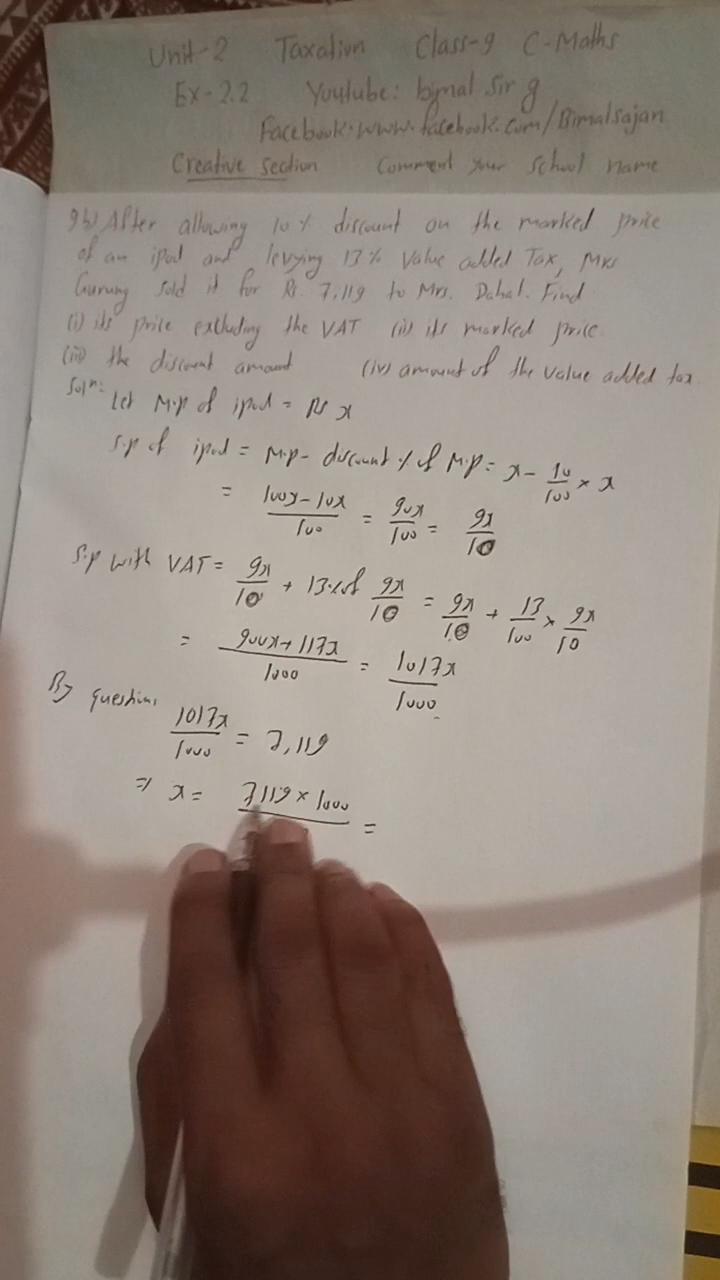 Unit-2 Taxation Class-9 C-Maths
Ex-2.2 Youtube: bimal sir g
Facebook:www.facebook.com/Bimalsajan
Creative section Comment your school name
9b) After allowing 10% discount on the marked price
of an ipod and levying 13% Value added Tax, Mrs
Gurung sold it for Rs. 7,119 to Mrs. Dahal. Find
(i) its price excluding the VAT (ii) its marked price
(iii) the discount amount (iv) amount of the value added tax.
Solⁿ: Let M.p of ipod = Rs x
S.p of ipod = M.p - discount % of M.p = x - 10/100 × x
= 100x-10x/100 = 90x/100 = 9x/10
S.p with VAT = 9x/10 + 13% of 9x/10 = 9x/10 + 13/100 × 9x/10
= 900x+117x/1000 = 1017x/1000
By question,
1017x/1000 = 7,119
⇒ x = 7119×1000 =